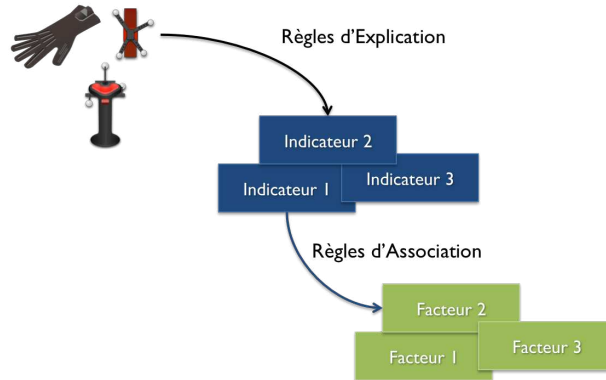 Règles d'Explication
Indicateur 2
Indicateur 3
Indicateur 1
Règles d'Association
Facteur 2
Facteur 3
Facteur 1